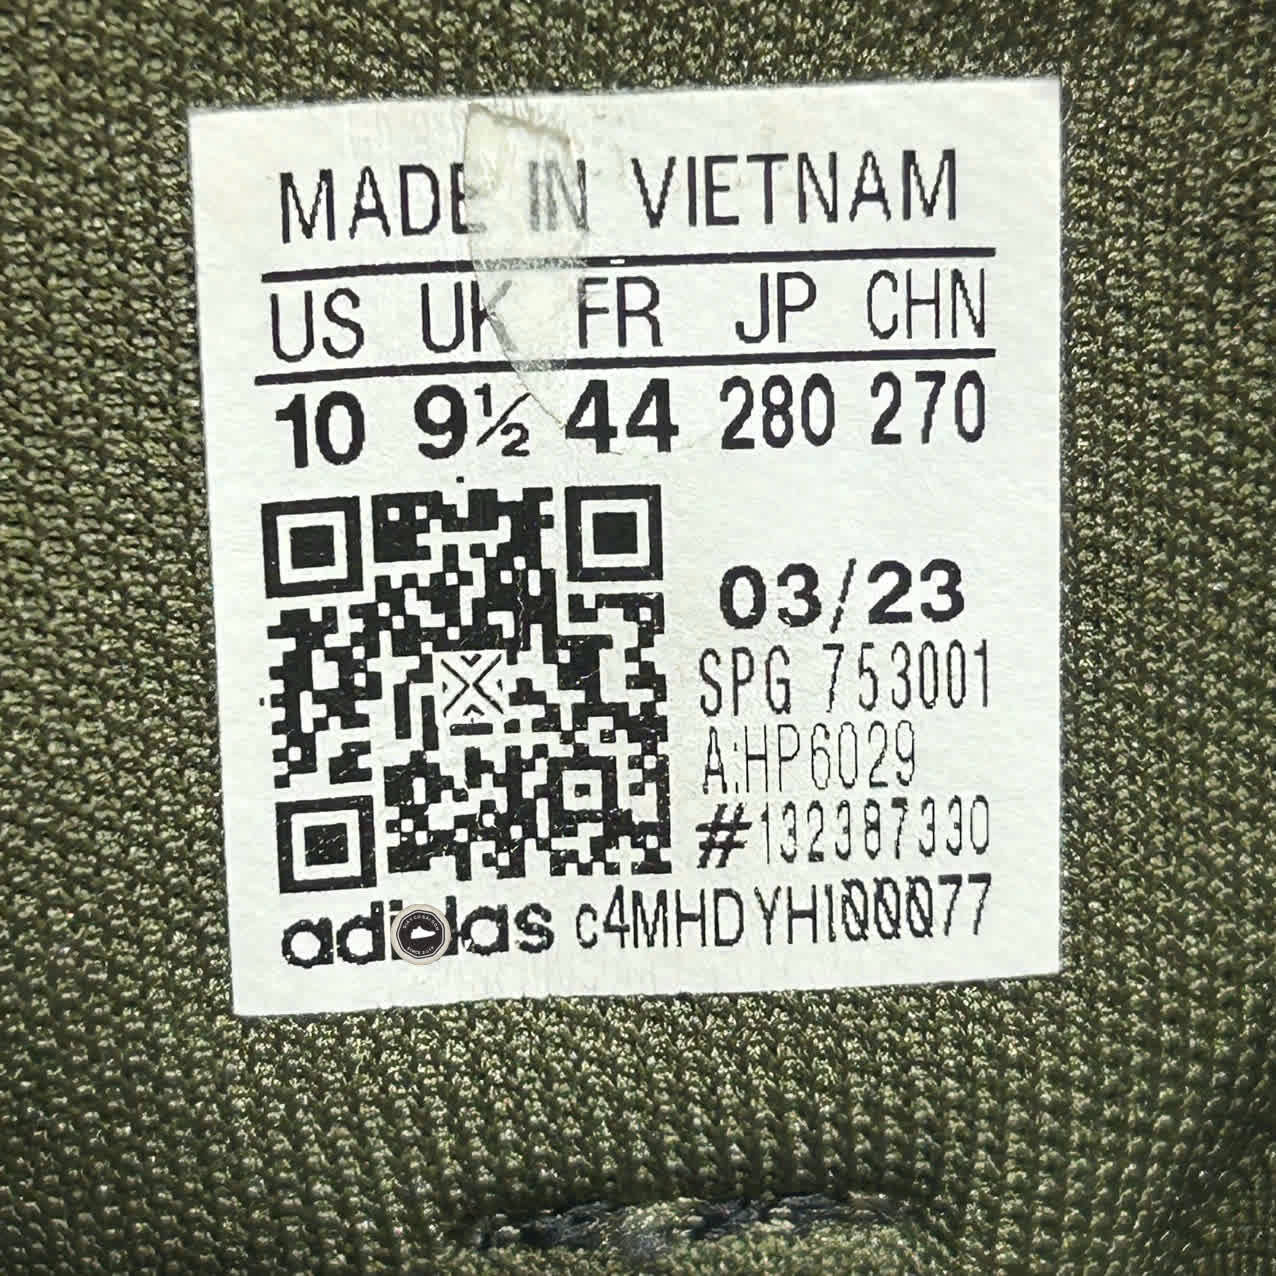 MADE IN VIETNAM
US UK FR JP CHN
10 9½ 44 280 270
03/23
SPG 753001
A:HP6029
#132387330
adidas c4MHDYH100077